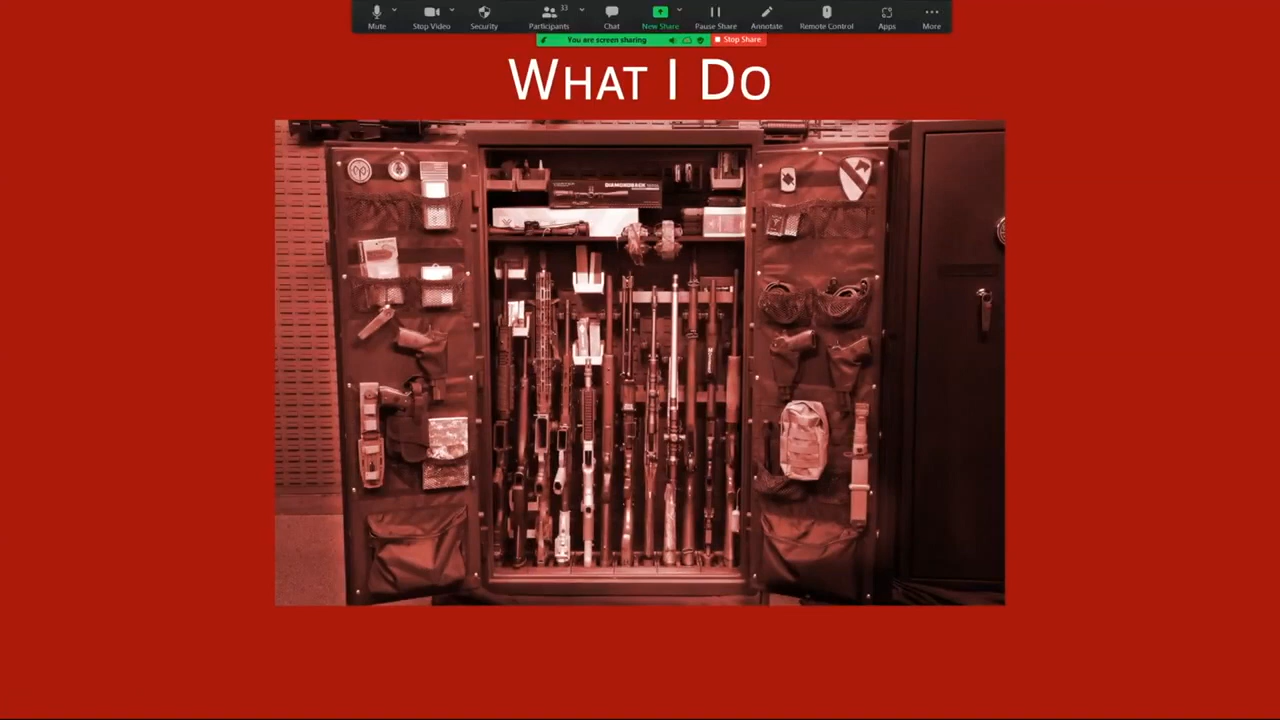 33
Mute
Stop Video
Security
Participants
Chat
New Share
Pause Share
Annotate
Remote Control
Apps
More
You are screen sharing
Stop Share
WHAT I DO
DIAMONDBACK